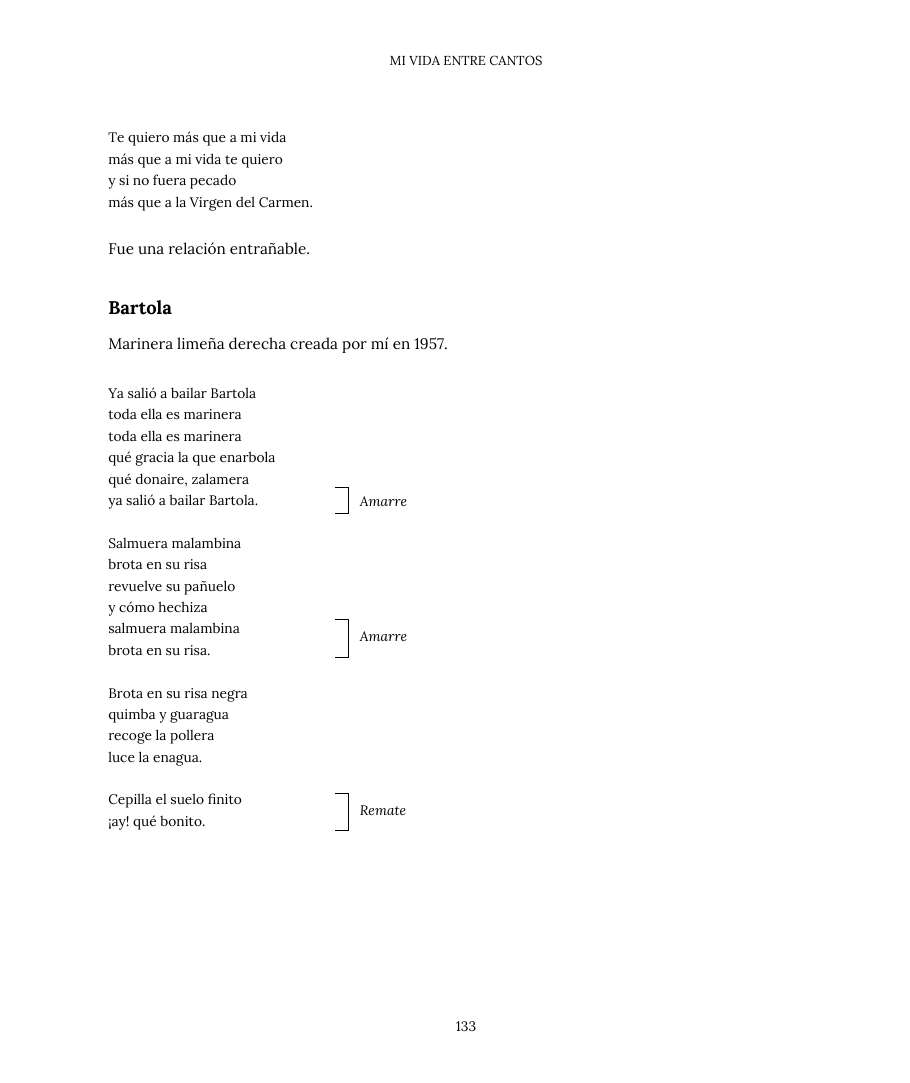 MI VIDA ENTRE CANTOS
Te quiero más que a mi vida
más que a mi vida te quiero
y si no fuera pecado
más que a la Virgen del Carmen.
Fue una relación entrañable.
Bartola
Marinera limeña derecha creada por mí en 1957.
Ya salió a bailar Bartola
toda ella es marinera
toda ella es marinera
qué gracia la que enarbola
qué donaire, zalamera
ya salió a bailar Bartola.
Amarre
Salmuera malambina
brota en su risa
revuelve su pañuelo
y cómo hechiza
salmuera malambina
brota en su risa.
Amarre
Brota en su risa negra
quimba y guaragua
recoge la pollera
luce la enagua.
Cepilla el suelo finito
¡ay! qué bonito.
Remate
133